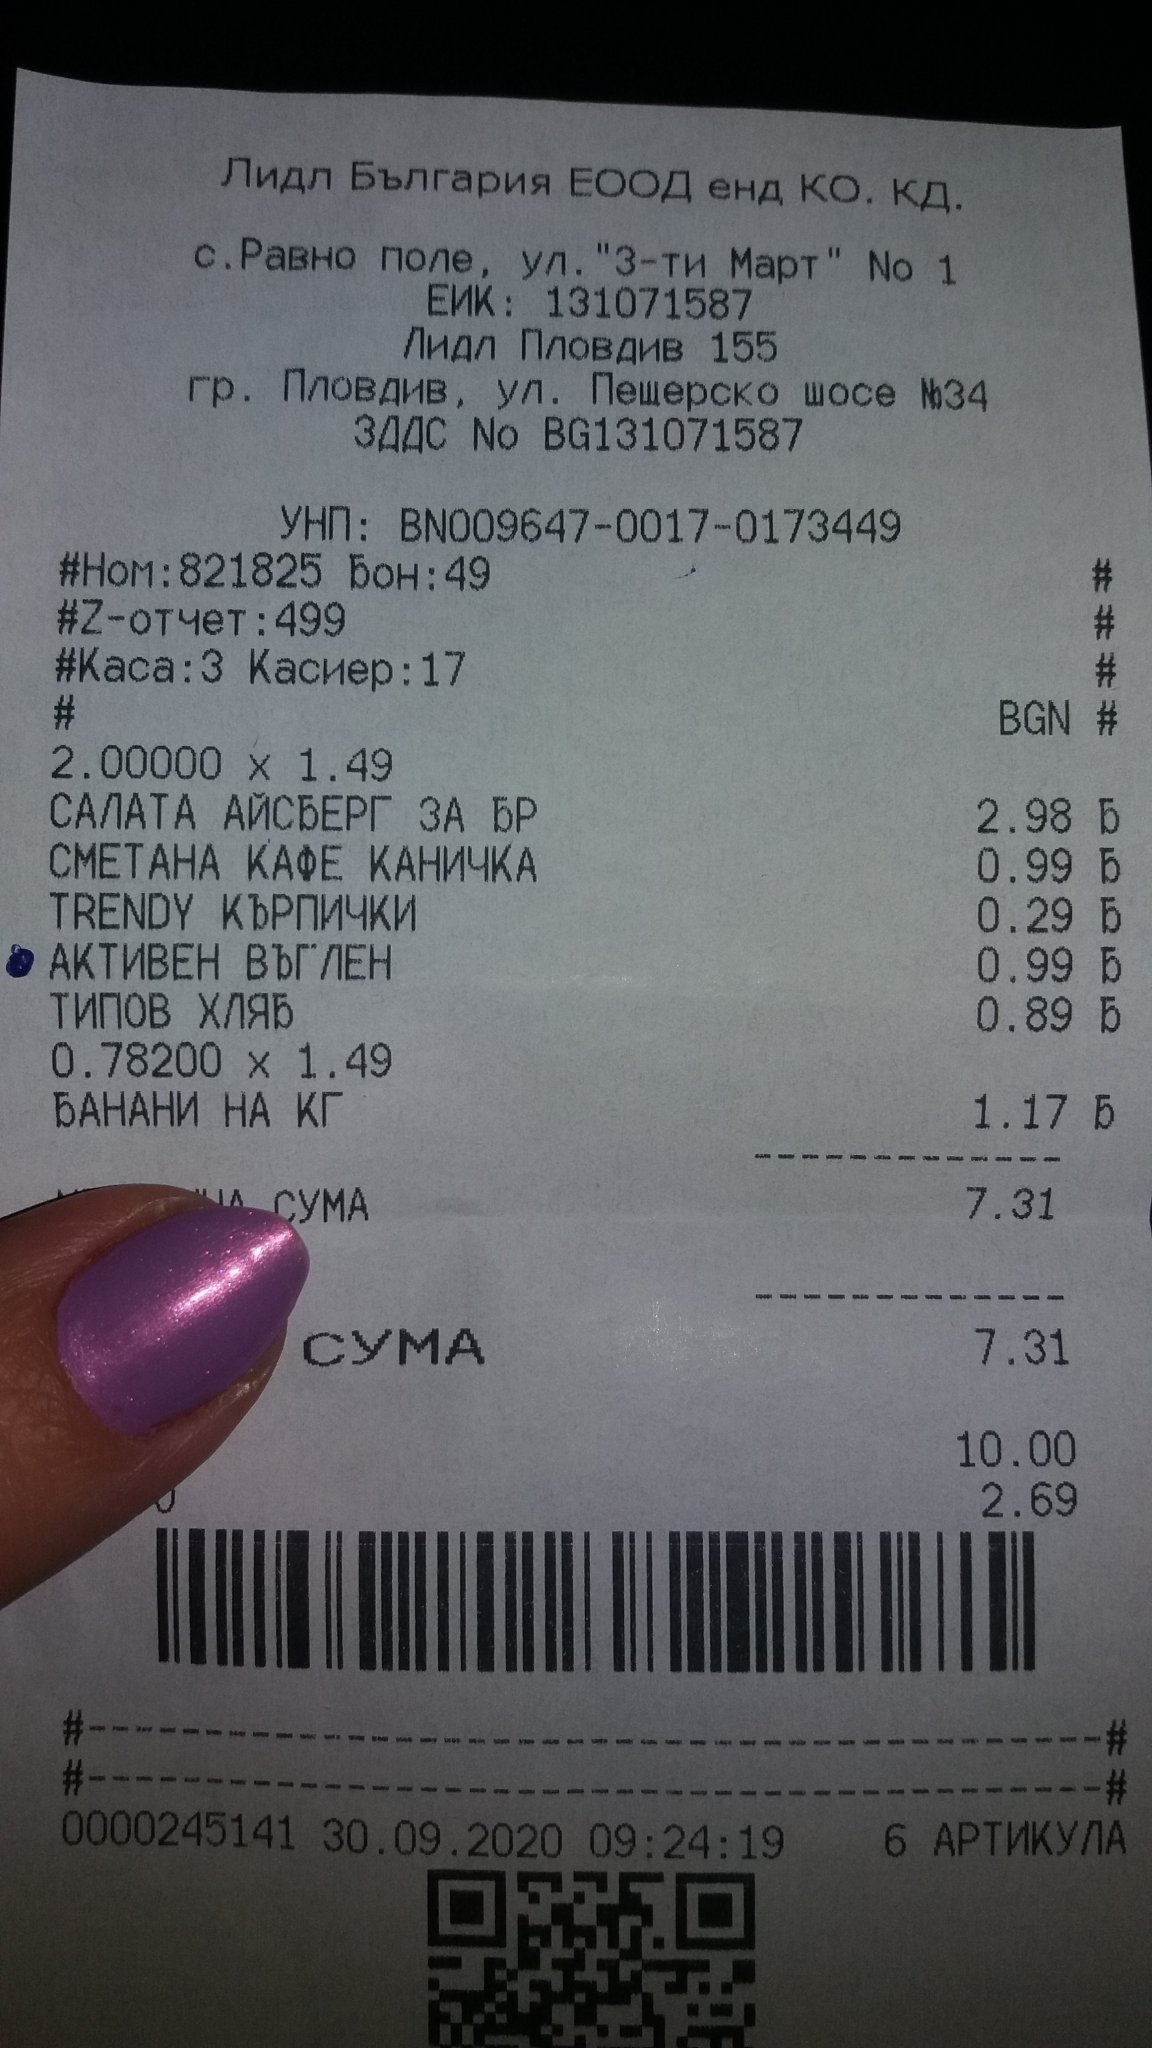 Лидл България ЕООД енд КО. КД.
с.Равно поле, ул."3-ти Март" No 1
ЕИК: 131071587
Лидл Пловдив 155
гр. Пловдив, ул. Пещерско шосе №34
ЗДДС No BG131071587
УНП: BN009647-0017-0173449
#Ном:821825 Бон:49 #
#Z-отчет:499 #
#Каса:3 Касиер:17 #
# BGN #
2.00000 x 1.49
САЛАТА АЙСБЕРГ ЗА БР 2.98 Б
СМЕТАНА КАФЕ КАНИЧКА 0.99 Б
TRENDY КЪРПИЧКИ 0.29 Б
АКТИВЕН ВЪГЛЕН 0.99 Б
ТИПОВ ХЛЯБ 0.89 Б
0.78200 x 1.49
БАНАНИ НА КГ 1.17 Б
--------------
СУМА 7.31
--------------
СУМА 7.31
10.00
2.69
#-------------------------------------------#
#-------------------------------------------#
0000245141 30.09.2020 09:24:19 6 АРТИКУЛА